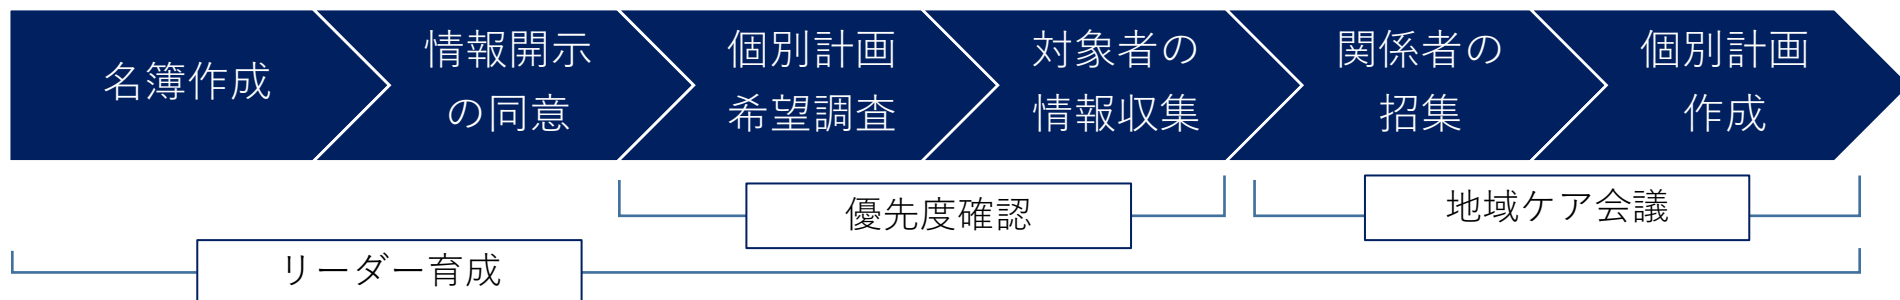 名簿作成
情報開示
の同意
個別計画
希望調査
対象者の
情報収集
関係者の
招集
個別計画
作成
優先度確認
地域ケア会議
リーダー育成